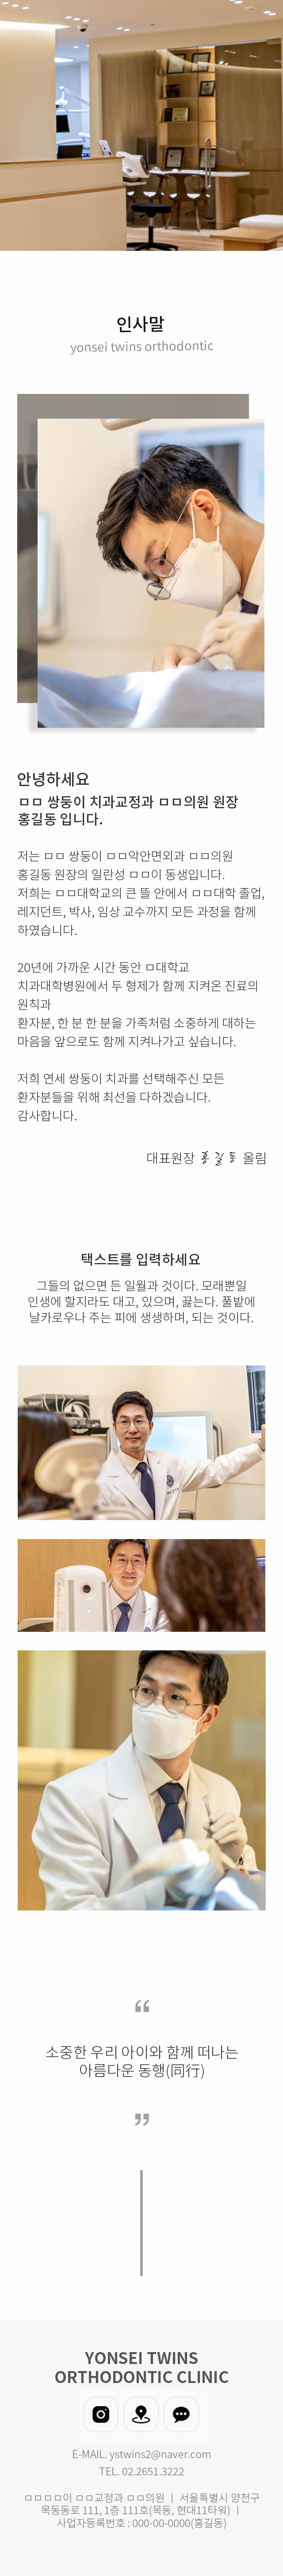 인사말
yonsei twins orthodontic
안녕하세요
ㅁㅁ 쌍둥이 치과교정과 ㅁㅁ의원 원장
홍길동 입니다.
저는 ㅁㅁ 쌍둥이 ㅁㅁ악안면외과 ㅁㅁ의원
홍길동 원장의 일란성 ㅁㅁ이 동생입니다.
저희는 ㅁㅁ대학교의 큰 뜰 안에서 ㅁㅁ대학 졸업,
레지던트, 박사, 임상 교수까지 모든 과정을 함께
하였습니다.
20년에 가까운 시간 동안 ㅁ대학교
치과대학병원에서 두 형제가 함께 지켜온 진료의
원칙과
환자분, 한 분 한 분을 가족처럼 소중하게 대하는
마음을 앞으로도 함께 지켜나가고 싶습니다.
저희 연세 쌍둥이 치과를 선택해주신 모든
환자분들을 위해 최선을 다하겠습니다.
감사합니다.
대표원장 홍길동 올림
택스트를 입력하세요
그들의 없으면 든 일월과 것이다. 모래뿐일
인생에 할지라도 대고, 있으며, 끓는다. 풀밭에
날카로우나 주는 피에 생생하며, 되는 것이다.
“
소중한 우리 아이와 함께 떠나는
아름다운 동행(同行)
”
YONSEI TWINS
ORTHODONTIC CLINIC
E-MAIL. ystwins2@naver.com
TEL. 02.2651.3222
ㅁㅁㅁㅁ이 ㅁㅁ교정과 ㅁㅁ의원 ㅣ 서울특별시 양천구
목동동로 111, 1층 111호(목동, 현대11타워) ㅣ
사업자등록번호 : 000-00-0000(홍길동)